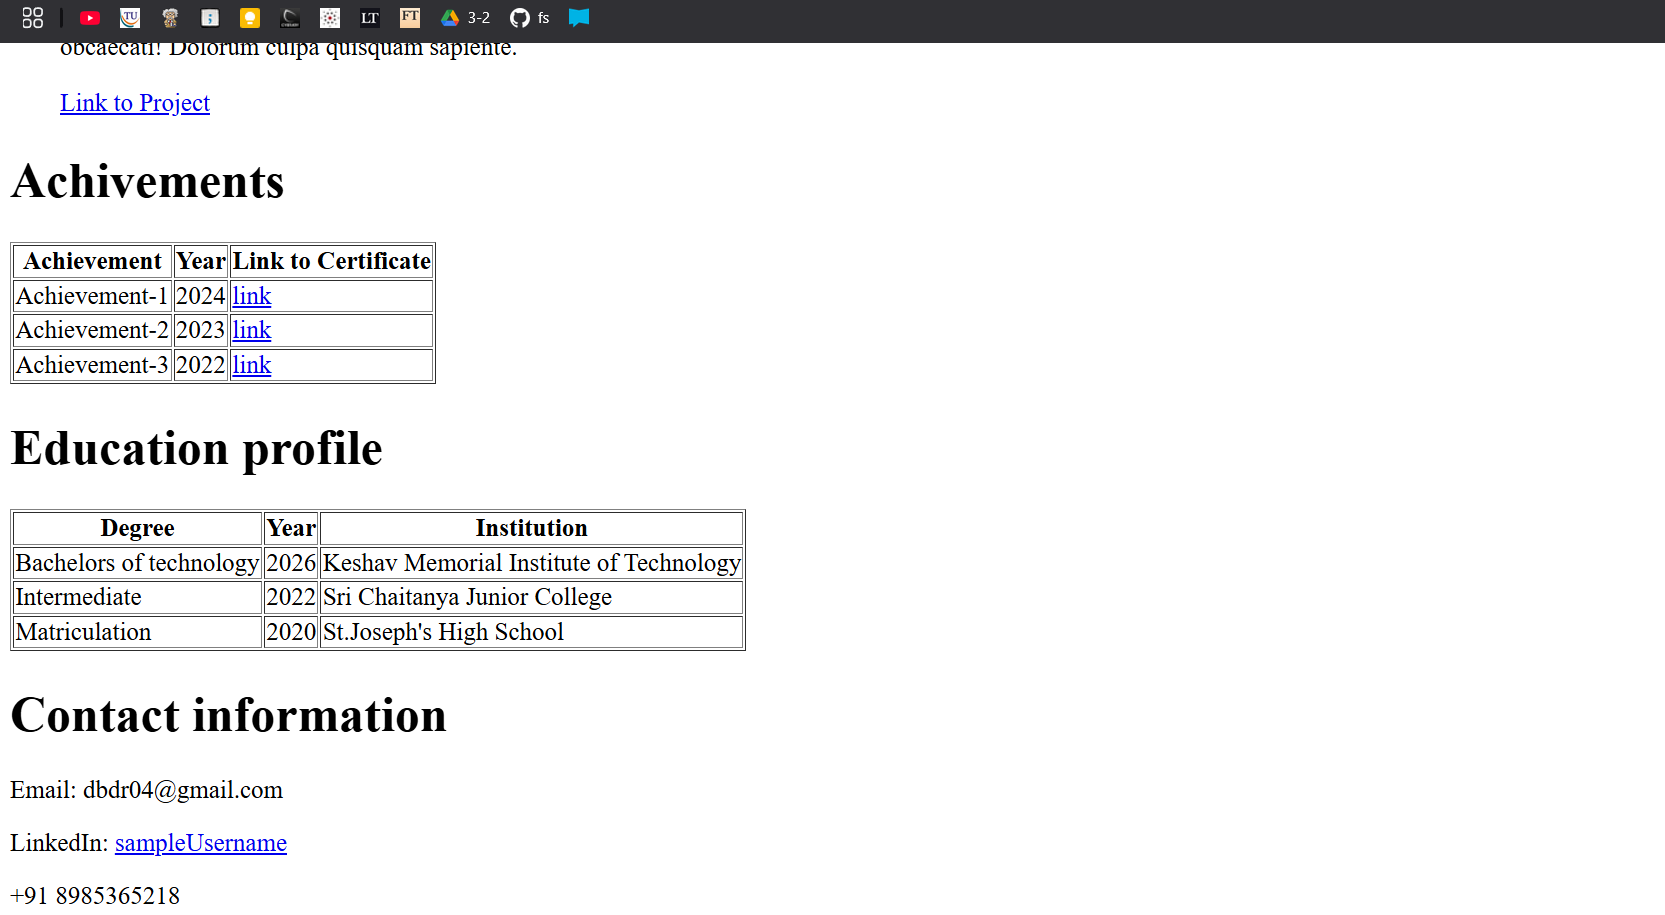 TU
LT
FT
3-2
fs
obcaecati! Dolorum culpa quisquam sapiente.
Link to Project
Achivements
Achievement Year Link to Certificate
Achievement-1 2024 link
Achievement-2 2023 link
Achievement-3 2022 link
Education profile
Degree Year Institution
Bachelors of technology 2026 Keshav Memorial Institute of Technology
Intermediate 2022 Sri Chaitanya Junior College
Matriculation 2020 St.Joseph's High School
Contact information
Email: dbdr04@gmail.com
LinkedIn: sampleUsername
+91 8985365218